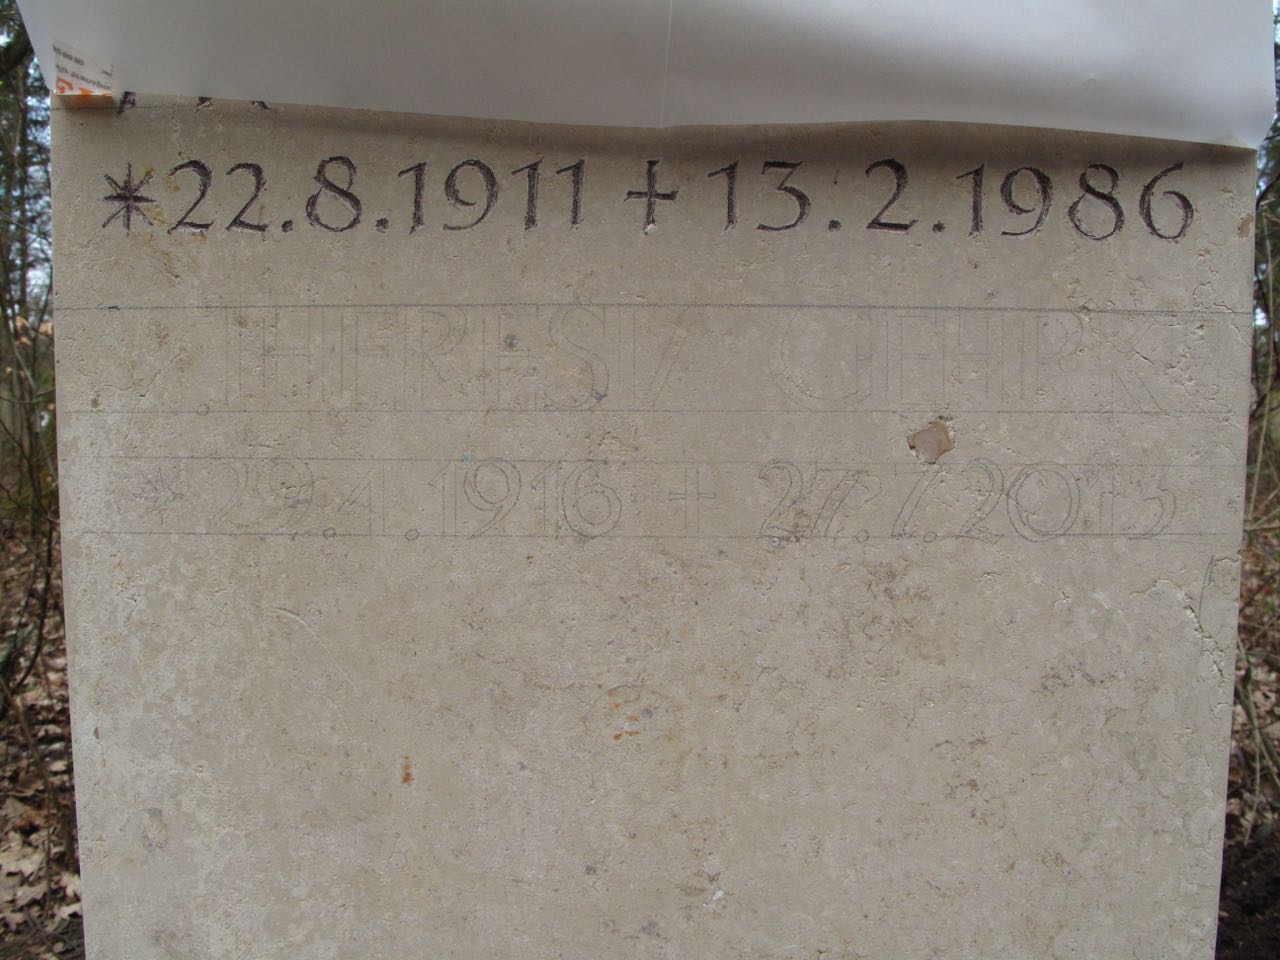 *22.8.1911 + 13.2.1986
THERESIA GEHRKE
*29.4.1916 + 27.7.2013